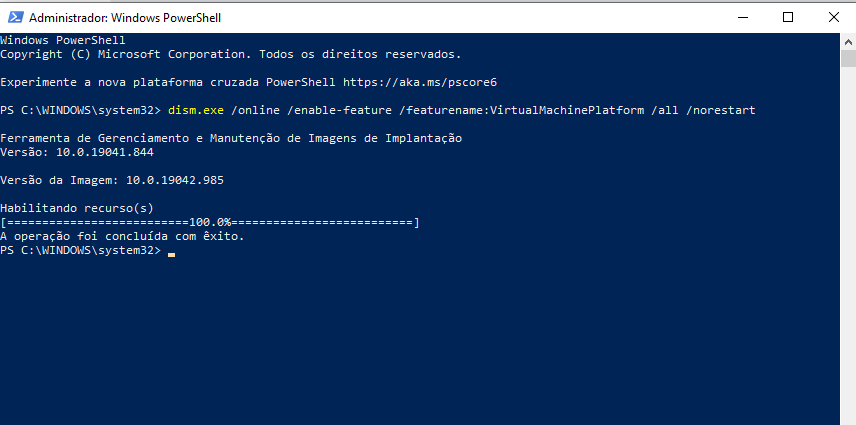 Administrador: Windows PowerShell
Windows PowerShell
Copyright (C) Microsoft Corporation. Todos os direitos reservados.
Experimente a nova plataforma cruzada PowerShell https://aka.ms/pscore6
PS C:\WINDOWS\system32> dism.exe /online /enable-feature /featurename:VirtualMachinePlatform /all /norestart
Ferramenta de Gerenciamento e Manutenção de Imagens de Implantação
Versão: 10.0.19041.844
Versão da Imagem: 10.0.19042.985
Habilitando recurso(s)
[==========================100.0%==========================]
A operação foi concluída com êxito.
PS C:\WINDOWS\system32>